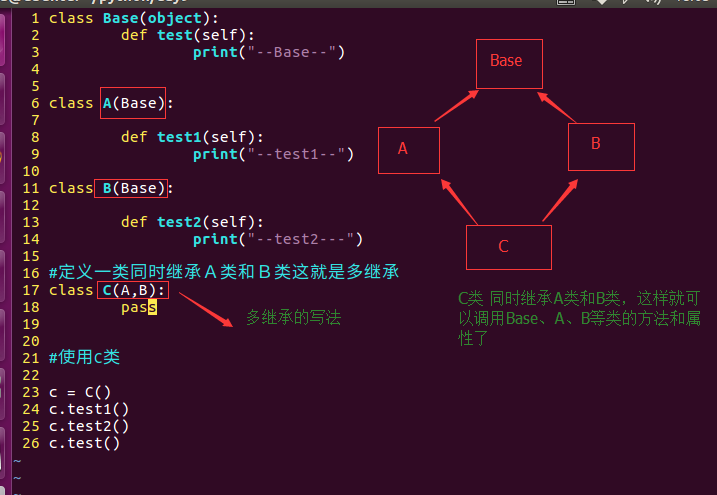 1 class Base(object):
2 def test(self):
3 print("--Base--")
4
5
6 class A(Base):
7
8 def test1(self):
9 print("--test1--")
10
11 class B(Base):
12
13 def test2(self):
14 print("--test2---")
15
16 #定义一类同时继承A类和B类这就是多继承
17 class C(A,B):
18 pass
19
20
21 #使用c类
22
23 c = C()
24 c.test1()
25 c.test2()
26 c.test()
~
~
~
Base
A
B
C
多继承的写法
C类 同时继承A类和B类，这样就可
以调用Base、A、B等类的方法和属
性了